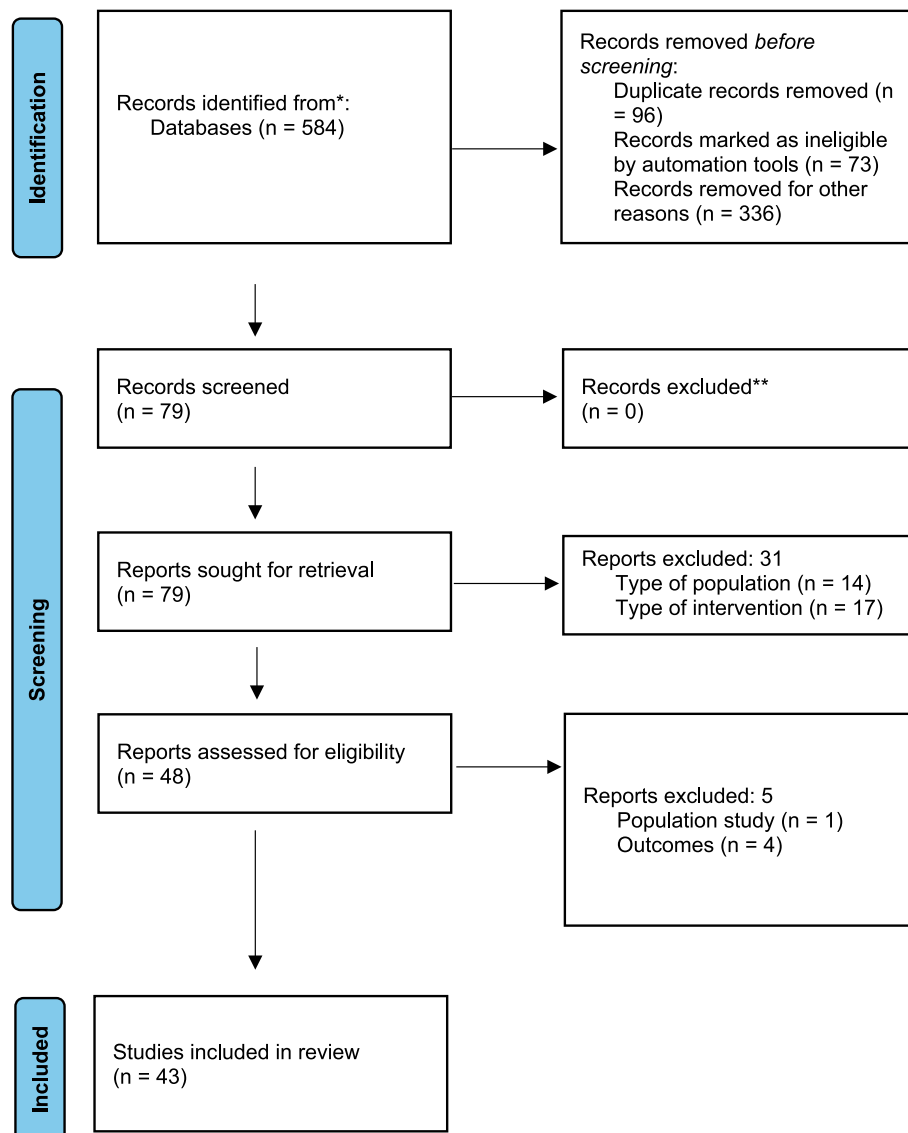 Identification
Records identified from*:
Databases (n = 584)
Records removed before
screening:
Duplicate records removed (n
= 96)
Records marked as ineligible
by automation tools (n = 73)
Records removed for other
reasons (n = 336)
Screening
Records screened
(n = 79)
Records excluded**
(n = 0)
Reports sought for retrieval
(n = 79)
Reports excluded: 31
Type of population (n = 14)
Type of intervention (n = 17)
Reports assessed for eligibility
(n = 48)
Reports excluded: 5
Population study (n = 1)
Outcomes (n = 4)
Included
Studies included in review
(n = 43)